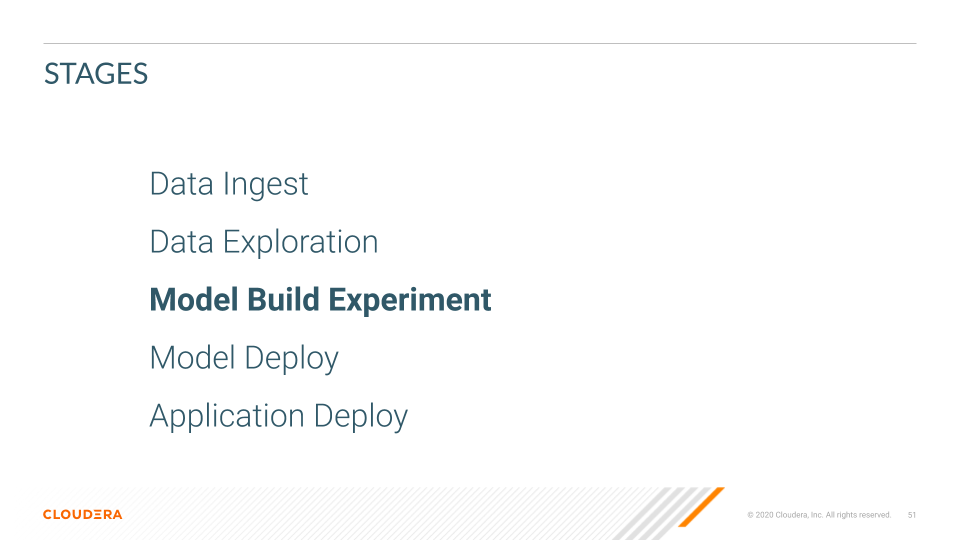 STAGES
Data Ingest
Data Exploration
Model Build Experiment
Model Deploy
Application Deploy
CLOUDERA
© 2020 Cloudera, Inc. All rights reserved. 51